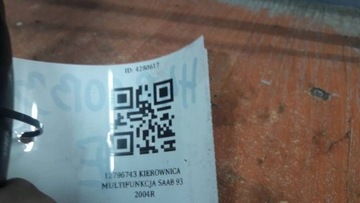 ID: 4280617
12796743 KIEROWNICA
MULTIFUNKCJA SAAB 93
2004R